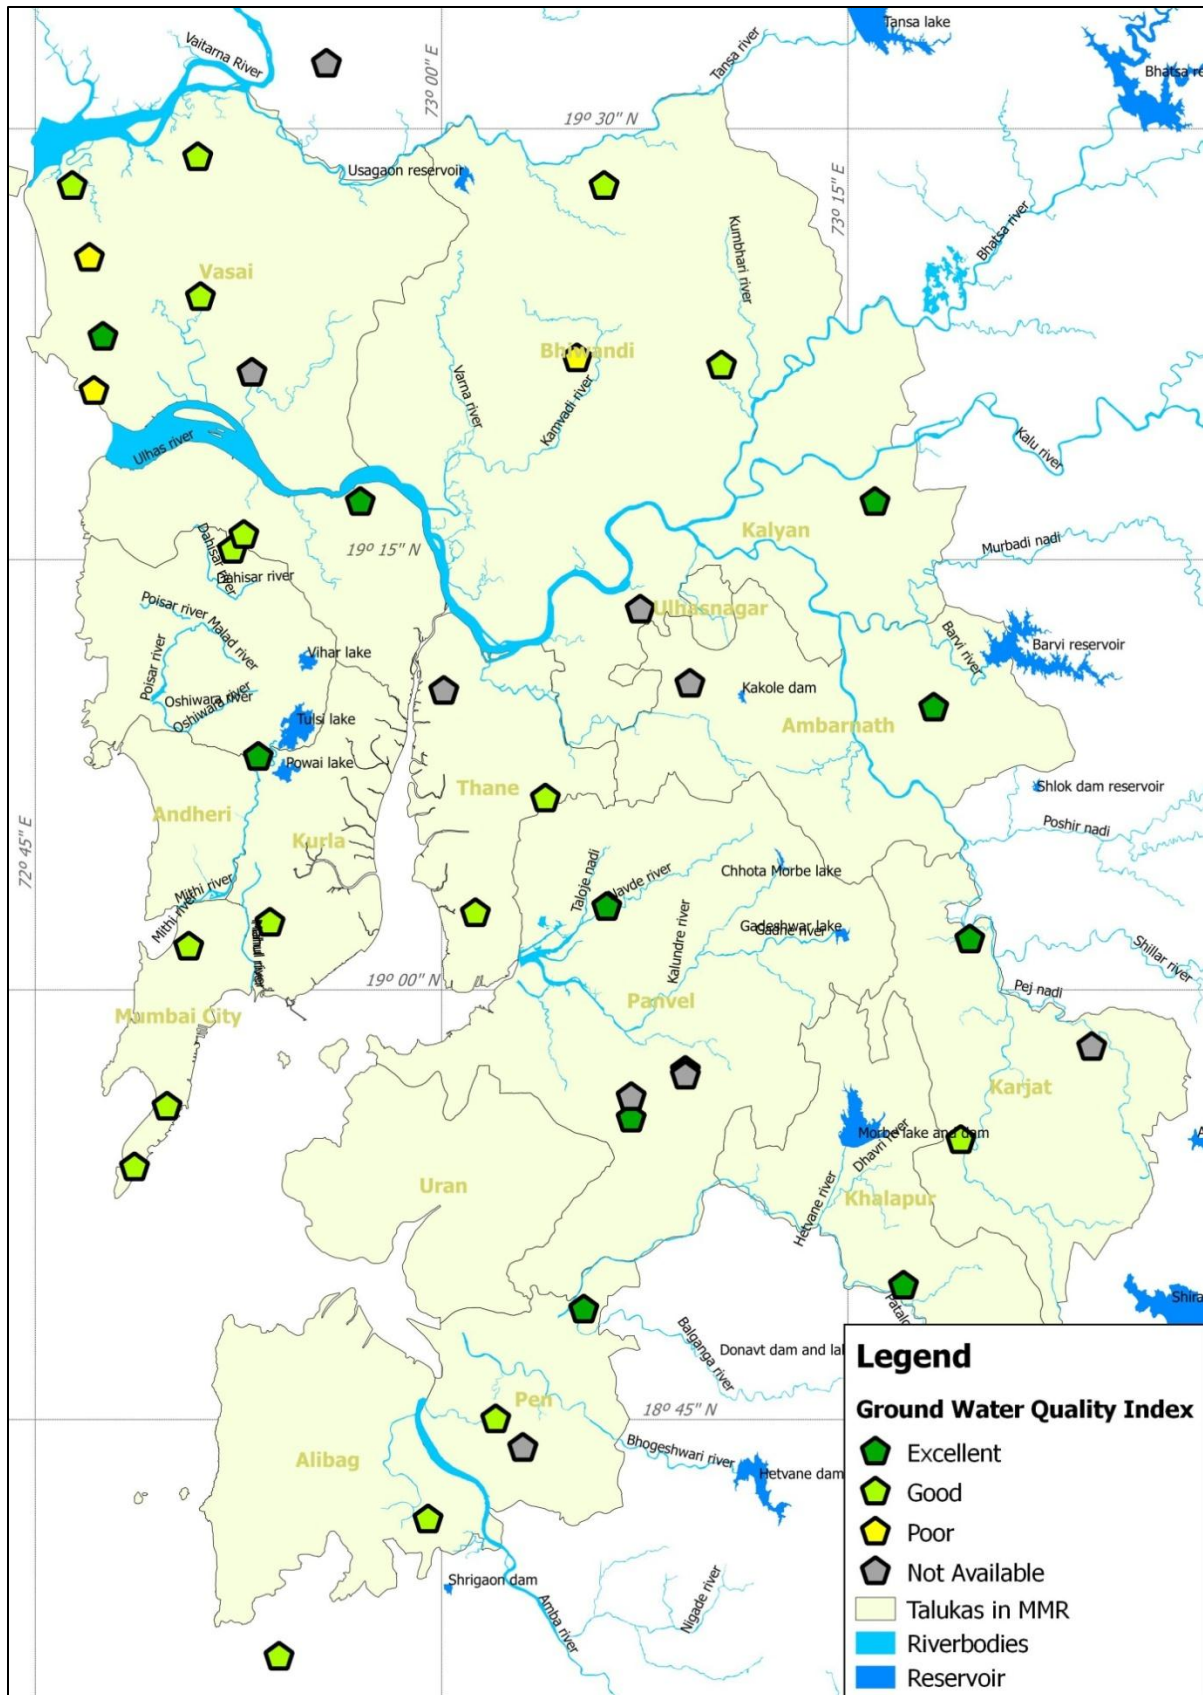 Tansa lake
Vaitarna River
Tansa river
73° 00' E
Bhatsa re
19° 30" N
Usagaon reservoir
73° 15" E
Kumbhari river
Bhatsa river
Vasai
Bhiwandi
Varna river
Kamvadi river
Kalu river
Ulhas river
Kalyan
Dahisar river
19° 15" N
Murbadi nadi
Dahisar river
Poisar river
Malad river
Ulhasnagar
Barvi river
Barvi reservoir
Poisar river
Vihar lake
Oshiwara river
Oshiwara river
Kakole dam
Tulsi lake
Ambarnath
Powai lake
Thane
Shlok dam reservoir
Andheri
Kurla
Poshir nadi
72° 45" E
Taloje nadi
Chhota Morbe lake
Mithi river
Mithi river
Kalundre river
Gadeshwar lake
Gadhe river
Shillar river
19° 00" N
Pej nadi
Panvel
Mumbai City
Karjat
Morbe lake and dam
Dhavri river
Uran
Khalapur
Hetvane river
Shira
Patalg
Balganga river
Donavt dam and lak
Pen
18° 45" N
Alibag
Bhogeshwari river
Hetvane dam
Shrigaon dam
Amba river
Nigade river
Legend
Ground Water Quality Index
Excellent
Good
Poor
Not Available
Talukas in MMR
Riverbodies
Reservoir